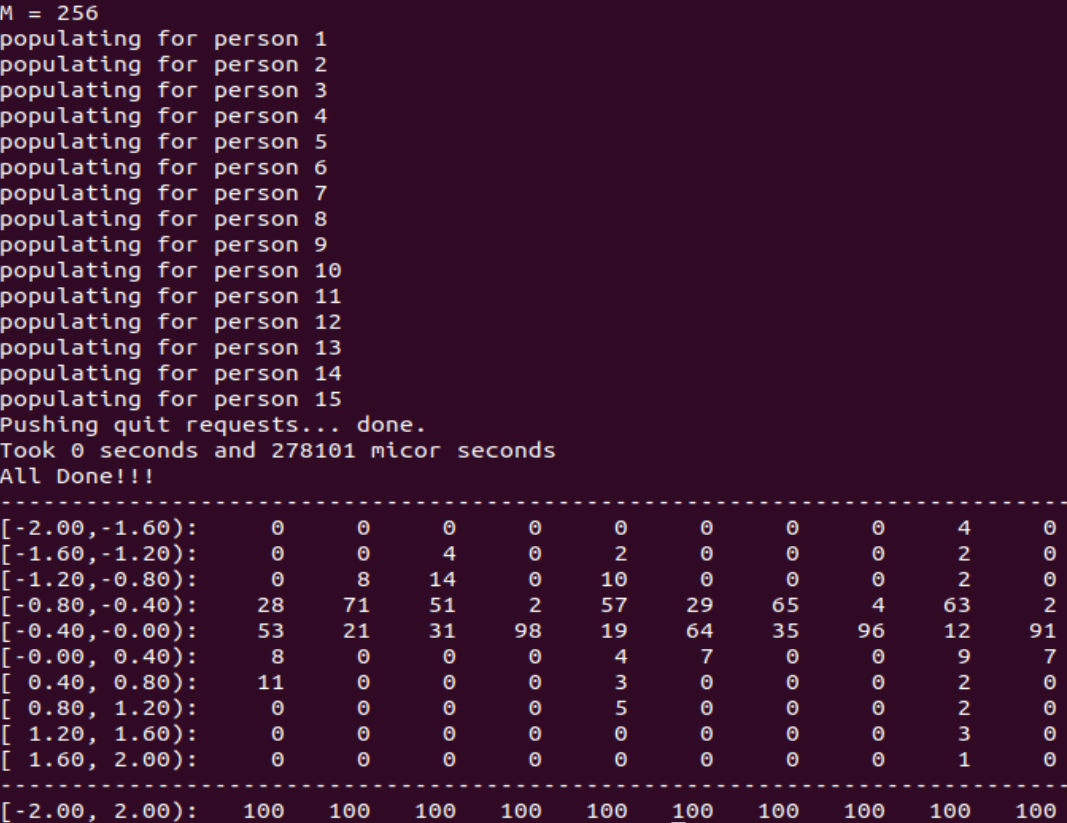 M = 256
populating for person 1
populating for person 2
populating for person 3
populating for person 4
populating for person 5
populating for person 6
populating for person 7
populating for person 8
populating for person 9
populating for person 10
populating for person 11
populating for person 12
populating for person 13
populating for person 14
populating for person 15
Pushing quit requests... done.
Took 0 seconds and 278101 micor seconds
All Done!!!
---------------------------------------------------------------------------
[-2.00,-1.60):     0     0     0     0     0     0     0     0     4     0
[-1.60,-1.20):     0     0     4     0     2     0     0     0     2     0
[-1.20,-0.80):     0     8    14     0    10     0     0     0     2     0
[-0.80,-0.40):    28    71    51     2    57    29    65     4    63     2
[-0.40,-0.00):    53    21    31    98    19    64    35    96    12    91
[-0.00, 0.40):     8     0     0     0     4     7     0     0     9     7
[ 0.40, 0.80):    11     0     0     0     3     0     0     0     2     0
[ 0.80, 1.20):     0     0     0     0     5     0     0     0     2     0
[ 1.20, 1.60):     0     0     0     0     0     0     0     0     3     0
[ 1.60, 2.00):     0     0     0     0     0     0     0     0     1     0
---------------------------------------------------------------------------
[-2.00, 2.00):   100   100   100   100   100   100   100   100   100   100